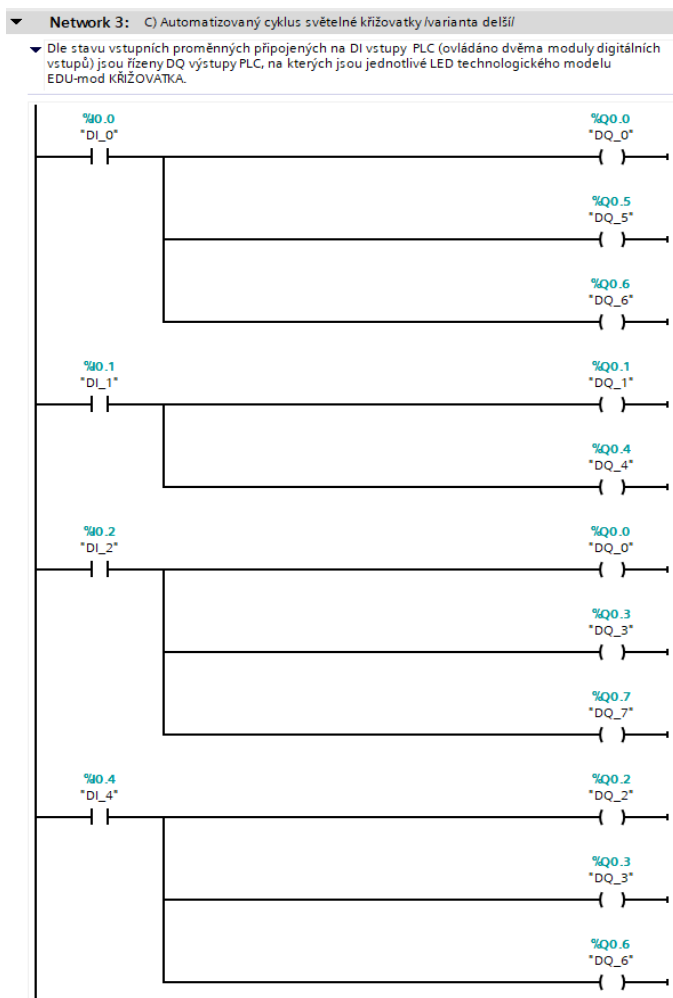 Network 3: C) Automatizovaný cyklus světelné křižovatky /varianta delší/
Dle stavu vstupních proměnných připojených na DI vstupy PLC (ovládáno dvěma moduly digitálních
vstupů) jsou řízeny DQ výstupy PLC, na kterých jsou jednotlivé LED technologického modelu
EDU-mod KŘIŽOVATKA.
%I0.0 %Q0.0
"DI_0" "DQ_0"
%Q0.5
"DQ_5"
%Q0.6
"DQ_6"
%I0.1 %Q0.1
"DI_1" "DQ_1"
%Q0.4
"DQ_4"
%I0.2 %Q0.0
"DI_2" "DQ_0"
%Q0.3
"DQ_3"
%Q0.7
"DQ_7"
%I0.4 %Q0.2
"DI_4" "DQ_2"
%Q0.3
"DQ_3"
%Q0.6
"DQ_6"